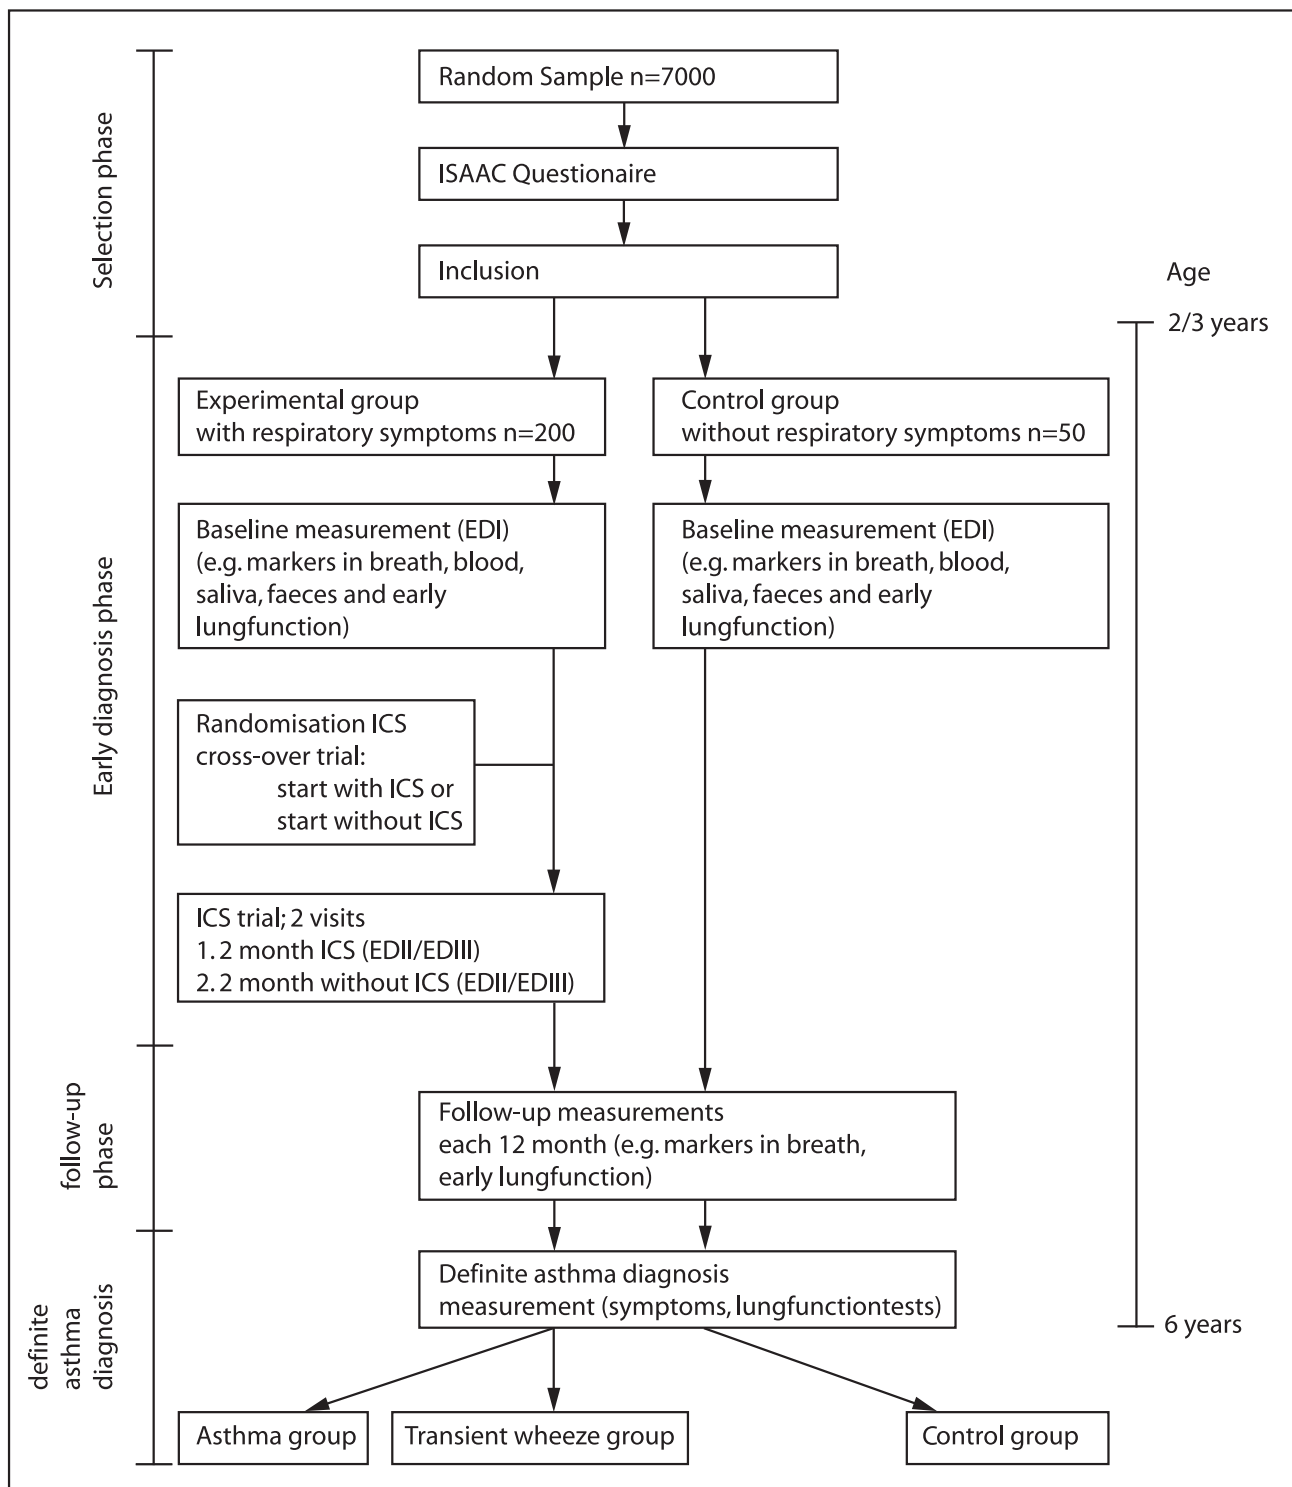 Random Sample n=7000
ISAAC Questionaire
Inclusion
Selection phase
Age
2/3 years
Experimental group
with respiratory symptoms n=200
Control group
without respiratory symptoms n=50
Baseline measurement (EDI)
(e.g. markers in breath, blood,
saliva, faeces and early
lungfunction)
Baseline measurement (EDI)
(e.g. markers in breath, blood,
saliva, faeces and early
lungfunction)
Early diagnosis phase
Randomisation ICS
cross-over trial:
start with ICS or
start without ICS
ICS trial; 2 visits
1. 2 month ICS (EDII/EDIII)
2. 2 month without ICS (EDII/EDIII)
follow-up
phase
Follow-up measurements
each 12 month (e.g. markers in breath,
early lungfunction)
definite
asthma
diagnosis
Definite asthma diagnosis
measurement (symptoms, lungfunctiontests)
6 years
Asthma group
Transient wheeze group
Control group